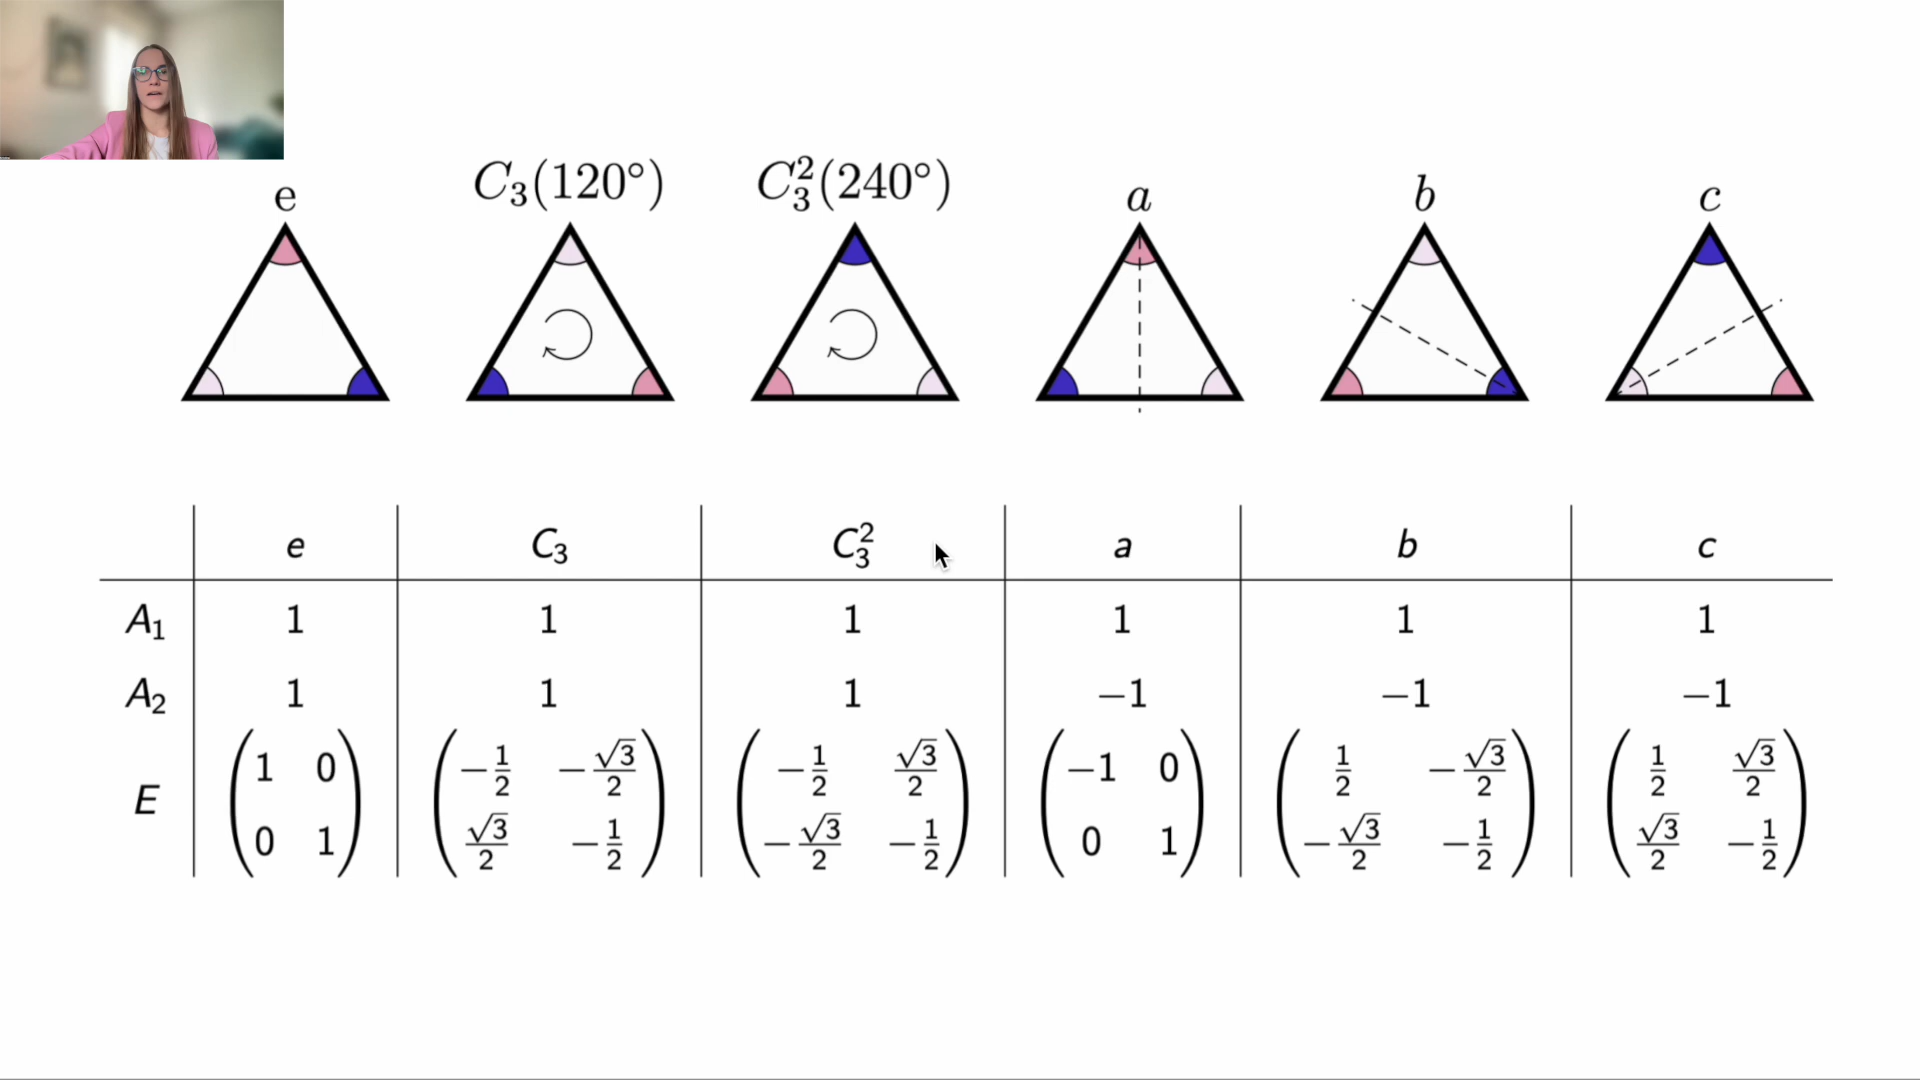 e C₃(120°) C₃²(240°) a b c
e C₃ C₃² a b c
A₁ 1 1 1 1 1 1
A₂ 1 1 1 −1 −1 −1
E (1 0; 0 1) (−1/2 −√3/2; √3/2 −1/2) (−1/2 √3/2; −√3/2 −1/2) (−1 0; 0 1) (1/2 −√3/2; −√3/2 −1/2) (1/2 √3/2; √3/2 −1/2)